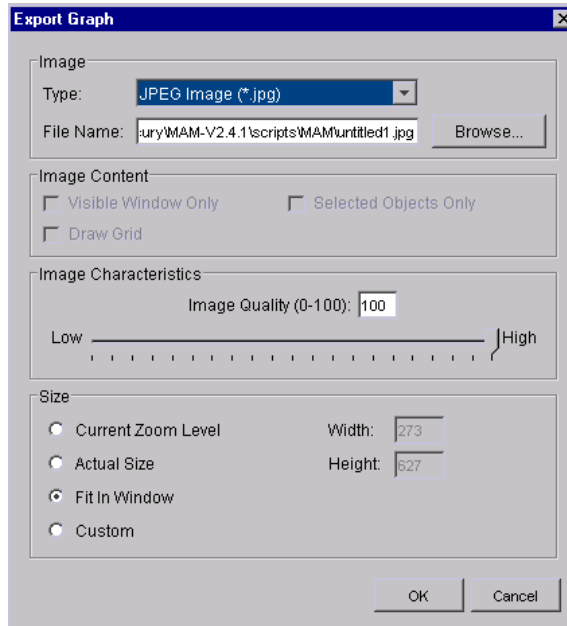 Export Graph
Image
Type: JPEG Image (*.jpg)
File Name: :ury\MAM-V2.4.1\scripts\MAM\untitled1.jpg Browse...
Image Content
Visible Window Only Selected Objects Only
Draw Grid
Image Characteristics
Image Quality (0-100): 100
Low High
Size
Current Zoom Level Width: 273
Actual Size Height: 627
Fit In Window
Custom
OK Cancel